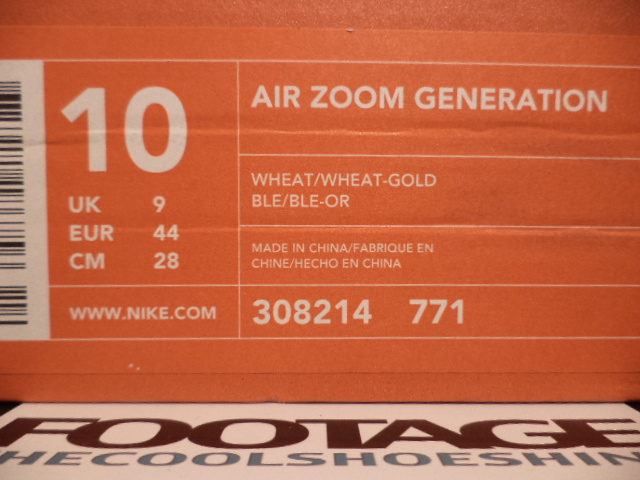 10
UK 9
EUR 44
CM 28
WWW.NIKE.COM
AIR ZOOM GENERATION
WHEAT/WHEAT-GOLD
BLE/BLE-OR
MADE IN CHINA/FABRIQUE EN
CHINE/HECHO EN CHINA
308214 771
FOOTAGE
HECOOLSHOESHIN